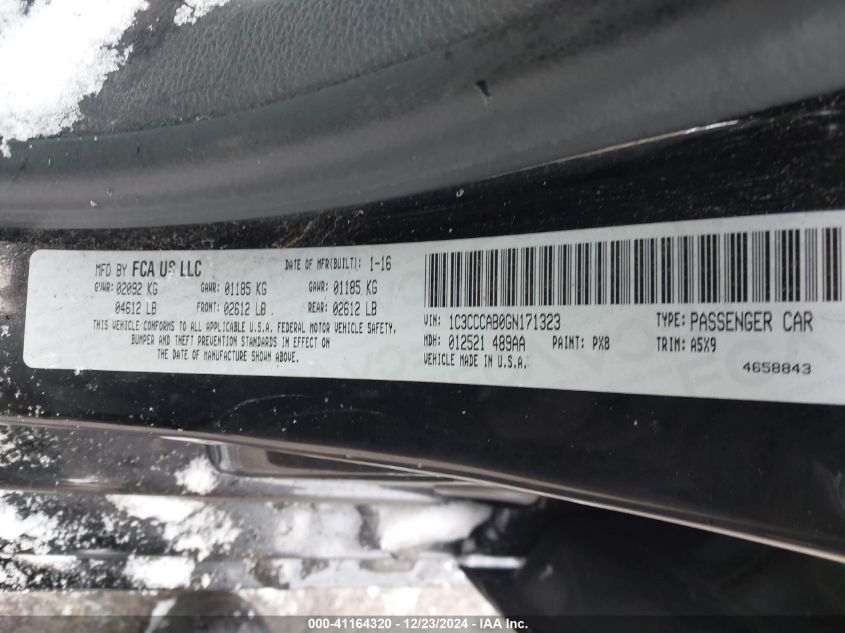 MFD BY FCA US LLC DATE OF MFR(BUILT): 1-16
GVWR: 02092 KG GAWR: 01185 KG GAWR: 01185 KG
04612 LB FRONT: 02612 LB REAR: 02612 LB
THIS VEHICLE CONFORMS TO ALL APPLICABLE U.S.A. FEDERAL MOTOR VEHICLE SAFETY,
BUMPER AND THEFT PREVENTION STANDARDS IN EFFECT ON
THE DATE OF MANUFACTURE SHOWN ABOVE.
VIN: 1C3CCCAB0GN171323 TYPE: PASSENGER CAR
MDH: 012521 489AA PAINT: PX8 TRIM: A5X9
VEHICLE MADE IN U.S.A. 4658843
000-41164320 - 12/23/2024 - IAA Inc.